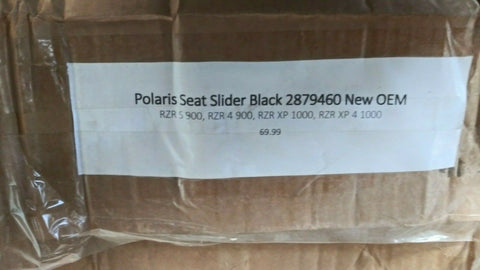 Polaris Seat Slider Black 2879460 New OEM
RZR S 900, RZR 4 900, RZR XP 1000, RZR XP 4 1000
69.99